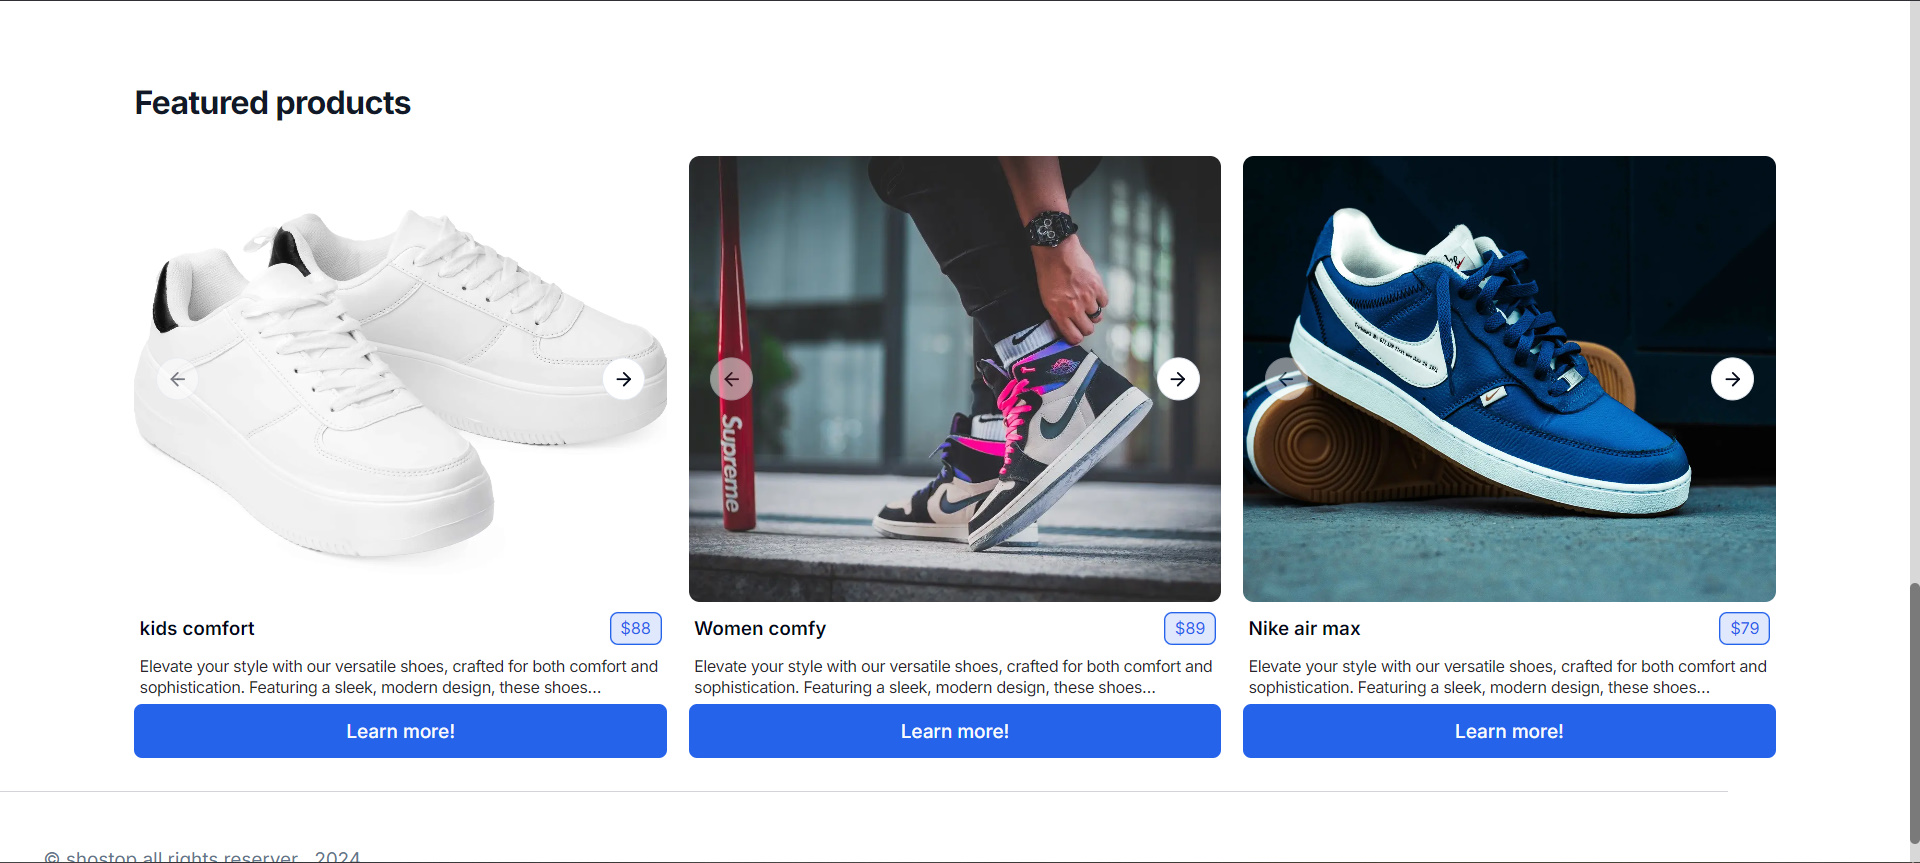 Featured products
Supreme
kids comfort
$88
Elevate your style with our versatile shoes, crafted for both comfort and
sophistication. Featuring a sleek, modern design, these shoes...
Learn more!
Women comfy
$89
Elevate your style with our versatile shoes, crafted for both comfort and
sophistication. Featuring a sleek, modern design, these shoes...
Learn more!
Nike air max
$79
Elevate your style with our versatile shoes, crafted for both comfort and
sophistication. Featuring a sleek, modern design, these shoes...
Learn more!
© shostop all rights reserver, 2024